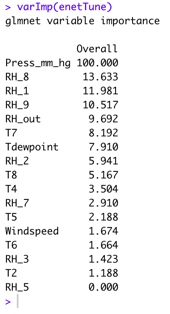 > varImp(enetTune)
glmnet variable importance
Overall
Press_mm_hg 100.000
RH_8 13.633
RH_1 11.981
RH_9 10.517
RH_out 9.692
T7 8.192
Tdewpoint 7.910
RH_2 5.941
T8 5.167
T4 3.504
RH_7 2.910
T5 2.188
Windspeed 1.674
T6 1.664
RH_3 1.423
T2 1.188
RH_5 0.000
>